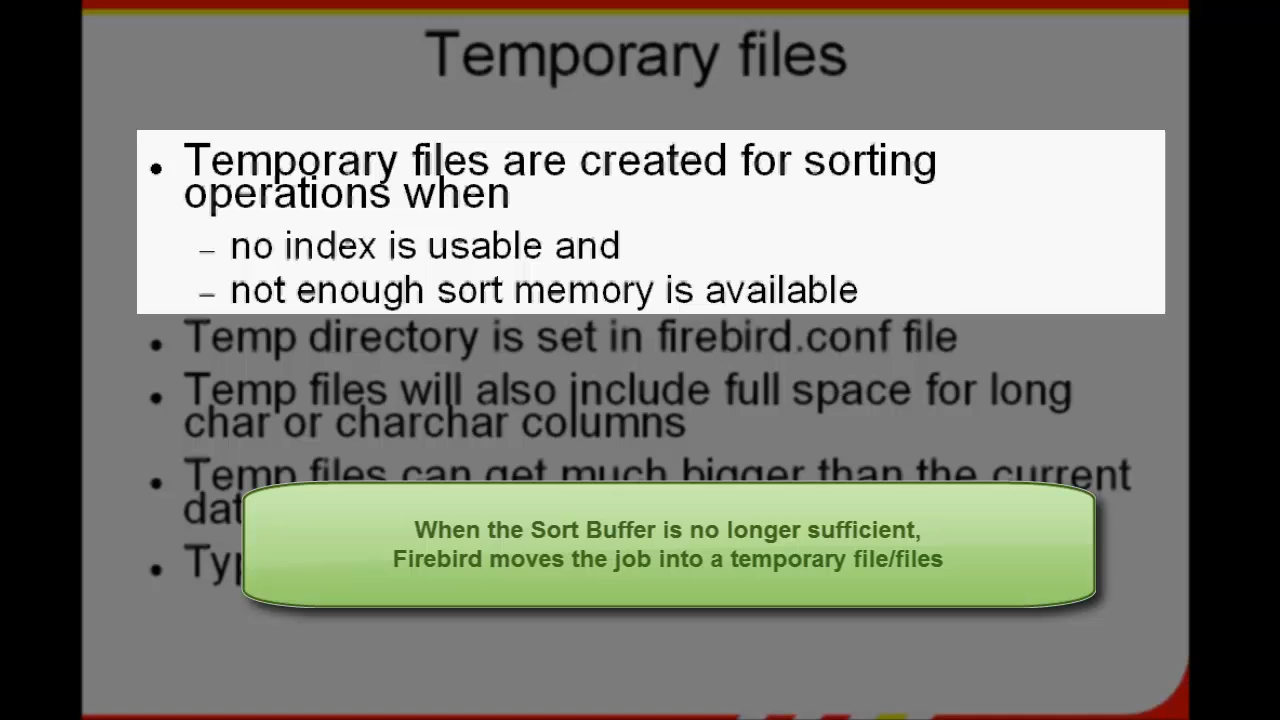 Temporary files
• Temporary files are created for sorting
operations when
– no index is usable and
– not enough sort memory is available
• Temp directory is set in firebird.conf file
• Temp files will also include full space for long
char or charchar columns
• Temp files can get much bigger than the current
When the Sort Buffer is no longer sufficient,
Firebird moves the job into a temporary file/files